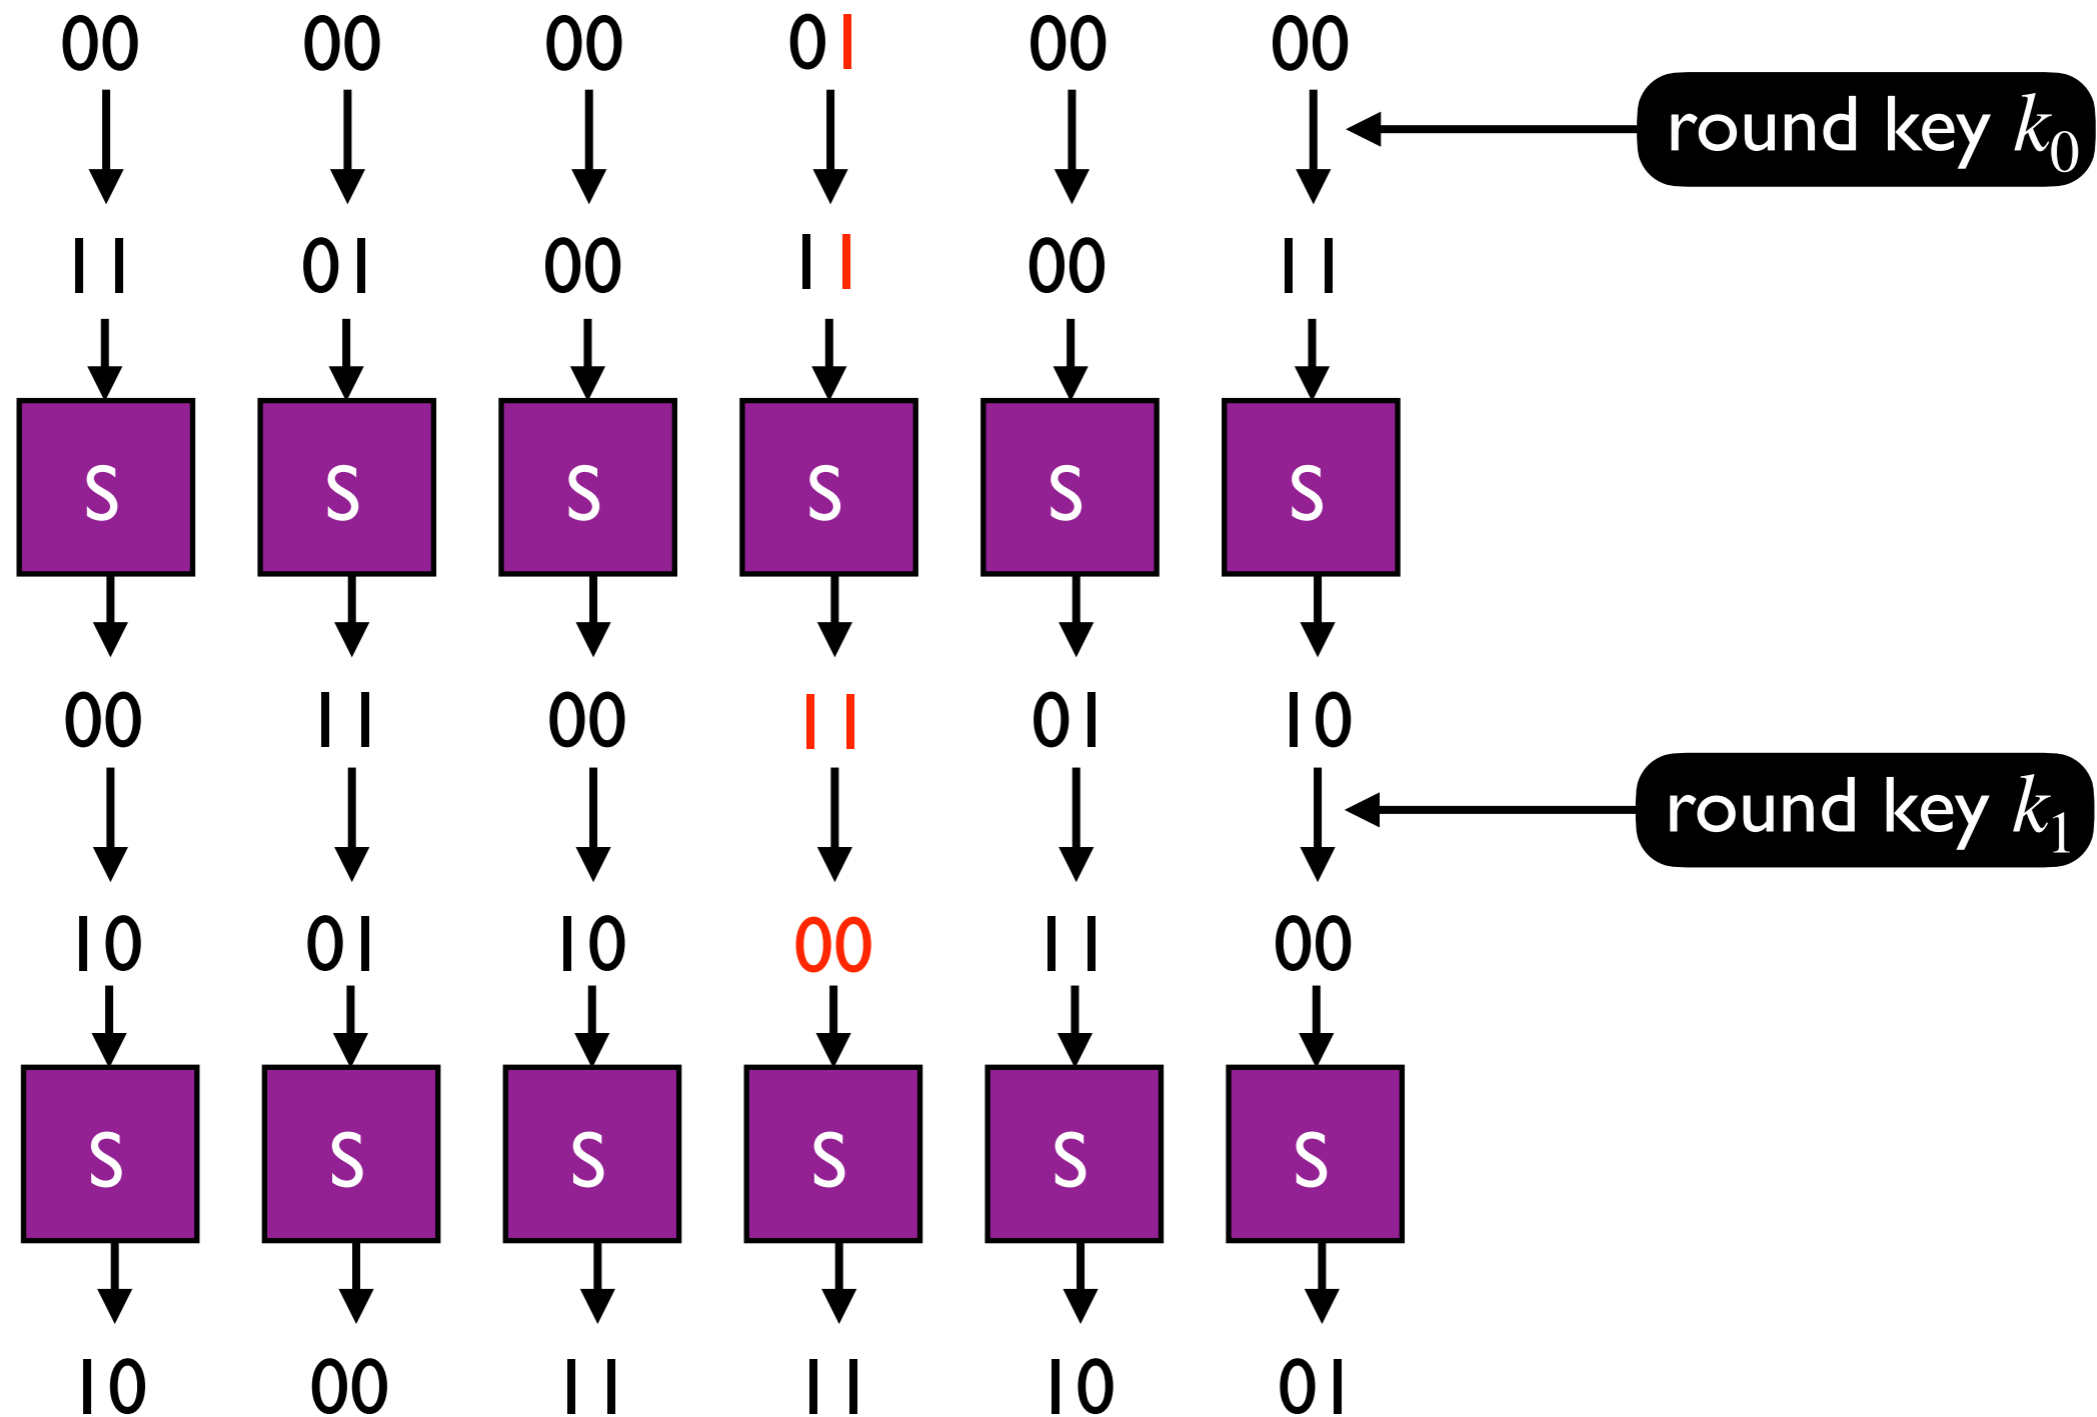 00 00 00 01 00 00
round key k₀
11 01 00 11 00 11
S S S S S S
00 11 00 11 01 10
round key k₁
10 01 10 00 11 00
S S S S S S
10 00 11 11 10 01